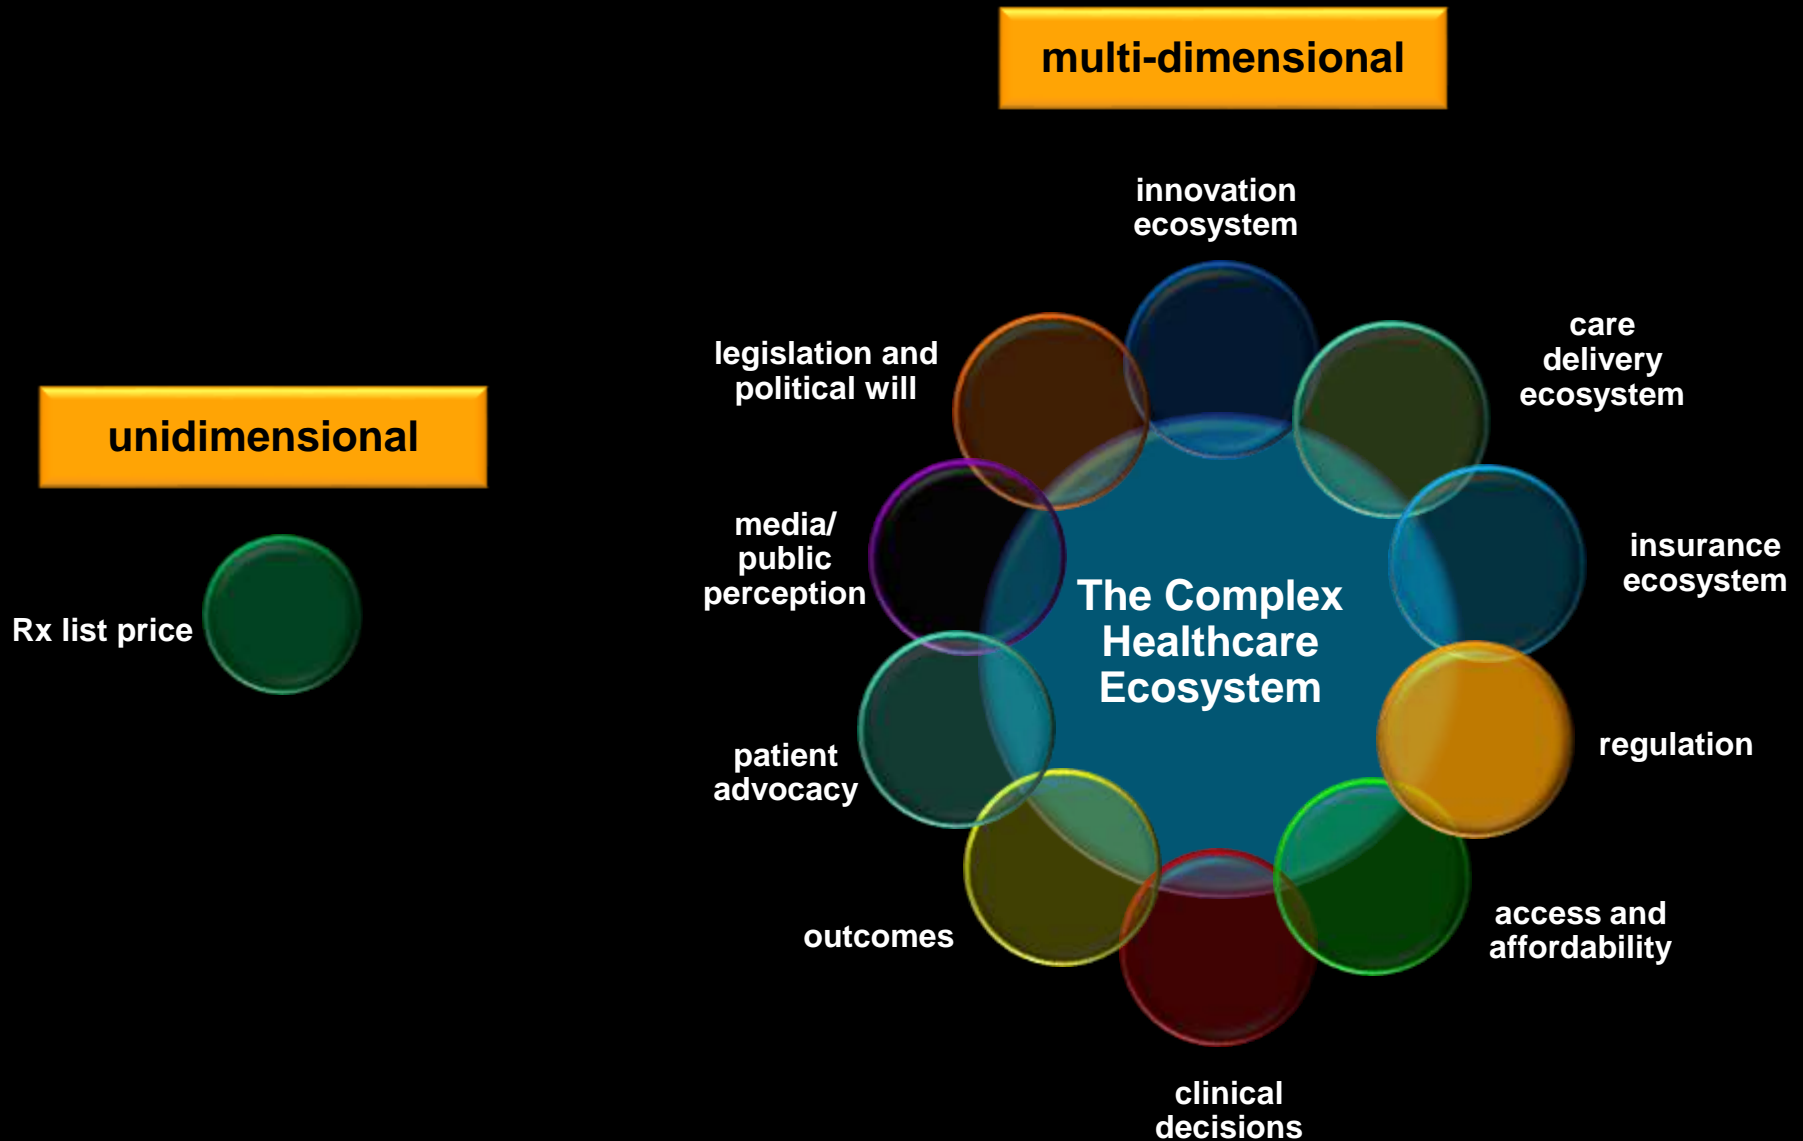 multi-dimensional
innovation
ecosystem
care
delivery
ecosystem
legislation and
political will
unidimensional
media/
public
perception
insurance
ecosystem
The Complex
Healthcare
Ecosystem
Rx list price
regulation
patient
advocacy
access and
affordability
outcomes
clinical
decisions